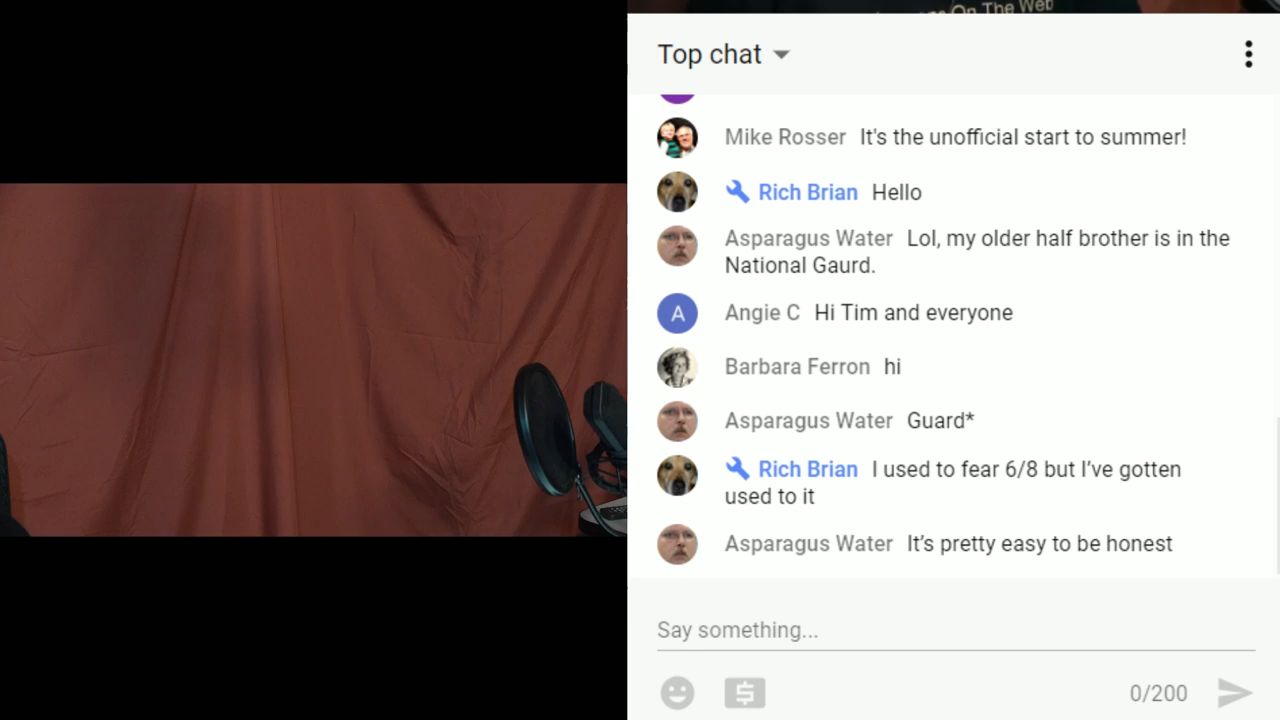 On The Web
Top chat
Mike Rosser It's the unofficial start to summer!
Rich Brian Hello
Asparagus Water Lol, my older half brother is in the
National Gaurd.
A
Angie C Hi Tim and everyone
Barbara Ferron hi
Asparagus Water Guard*
Rich Brian I used to fear 6/8 but I’ve gotten
used to it
Asparagus Water It’s pretty easy to be honest
Say something...
0/200